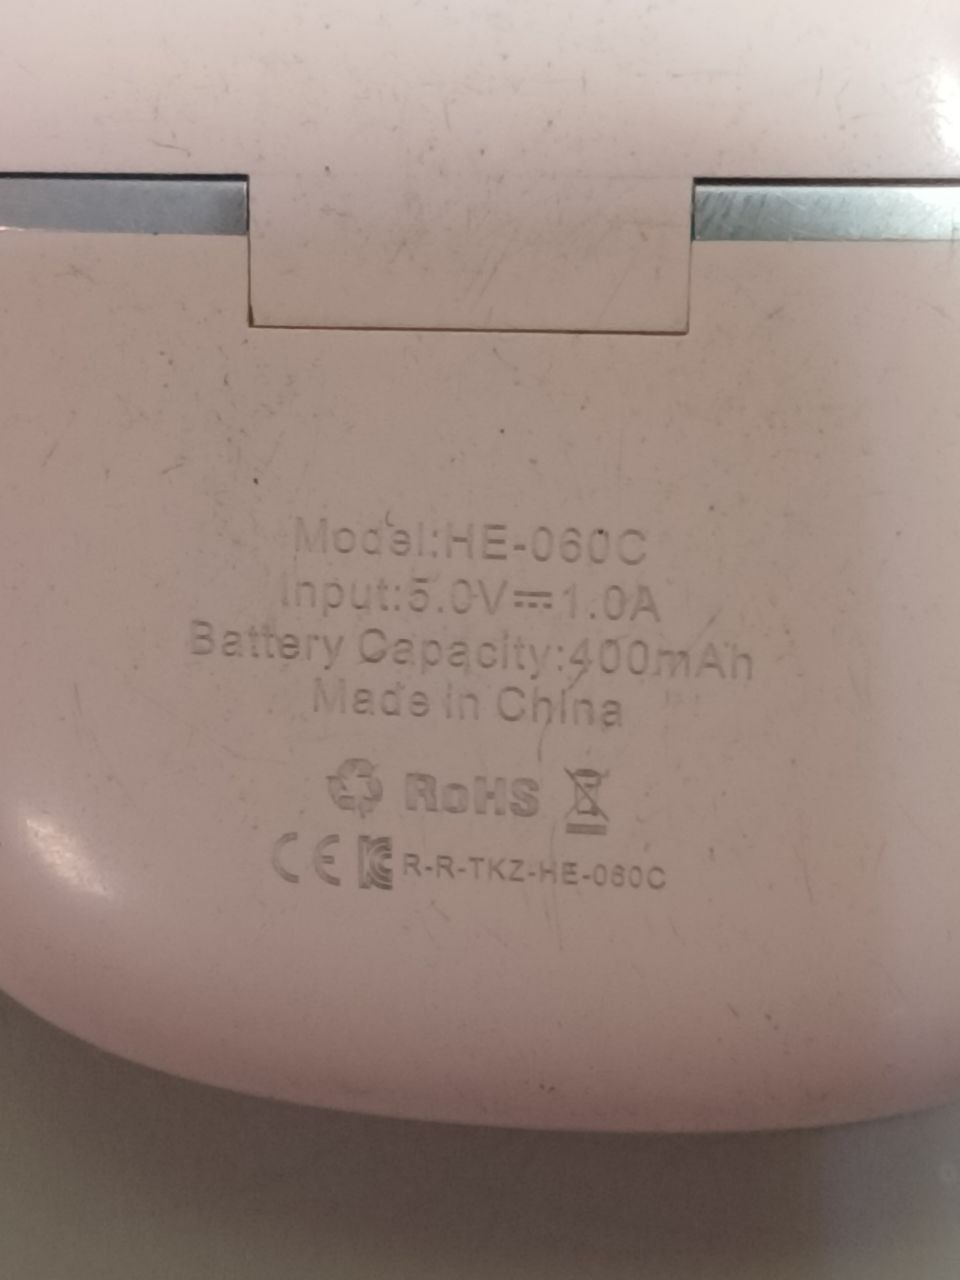 Model:HE-060C
Input:5.0V⎓1.0A
Battery Capacity:400mAh
Made in China
RoHS
CE R-R-TKZ-HE-060C